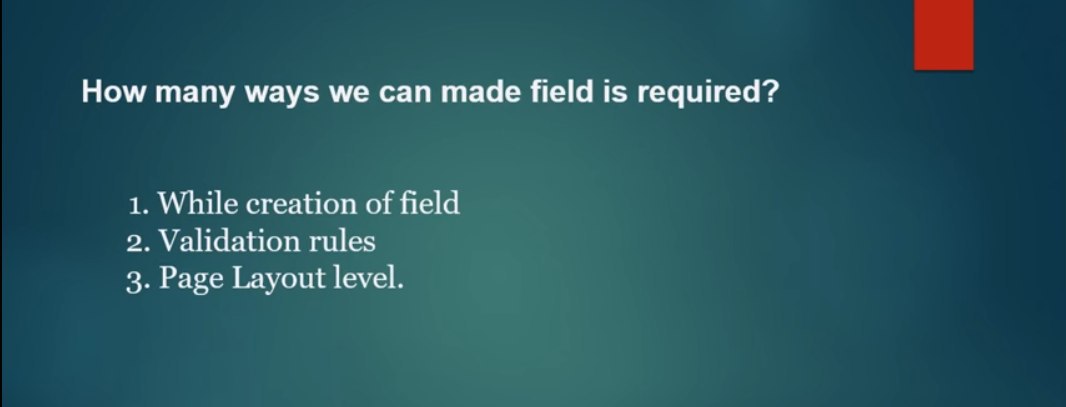 How many ways we can made field is required?
1. While creation of field
2. Validation rules
3. Page Layout level.